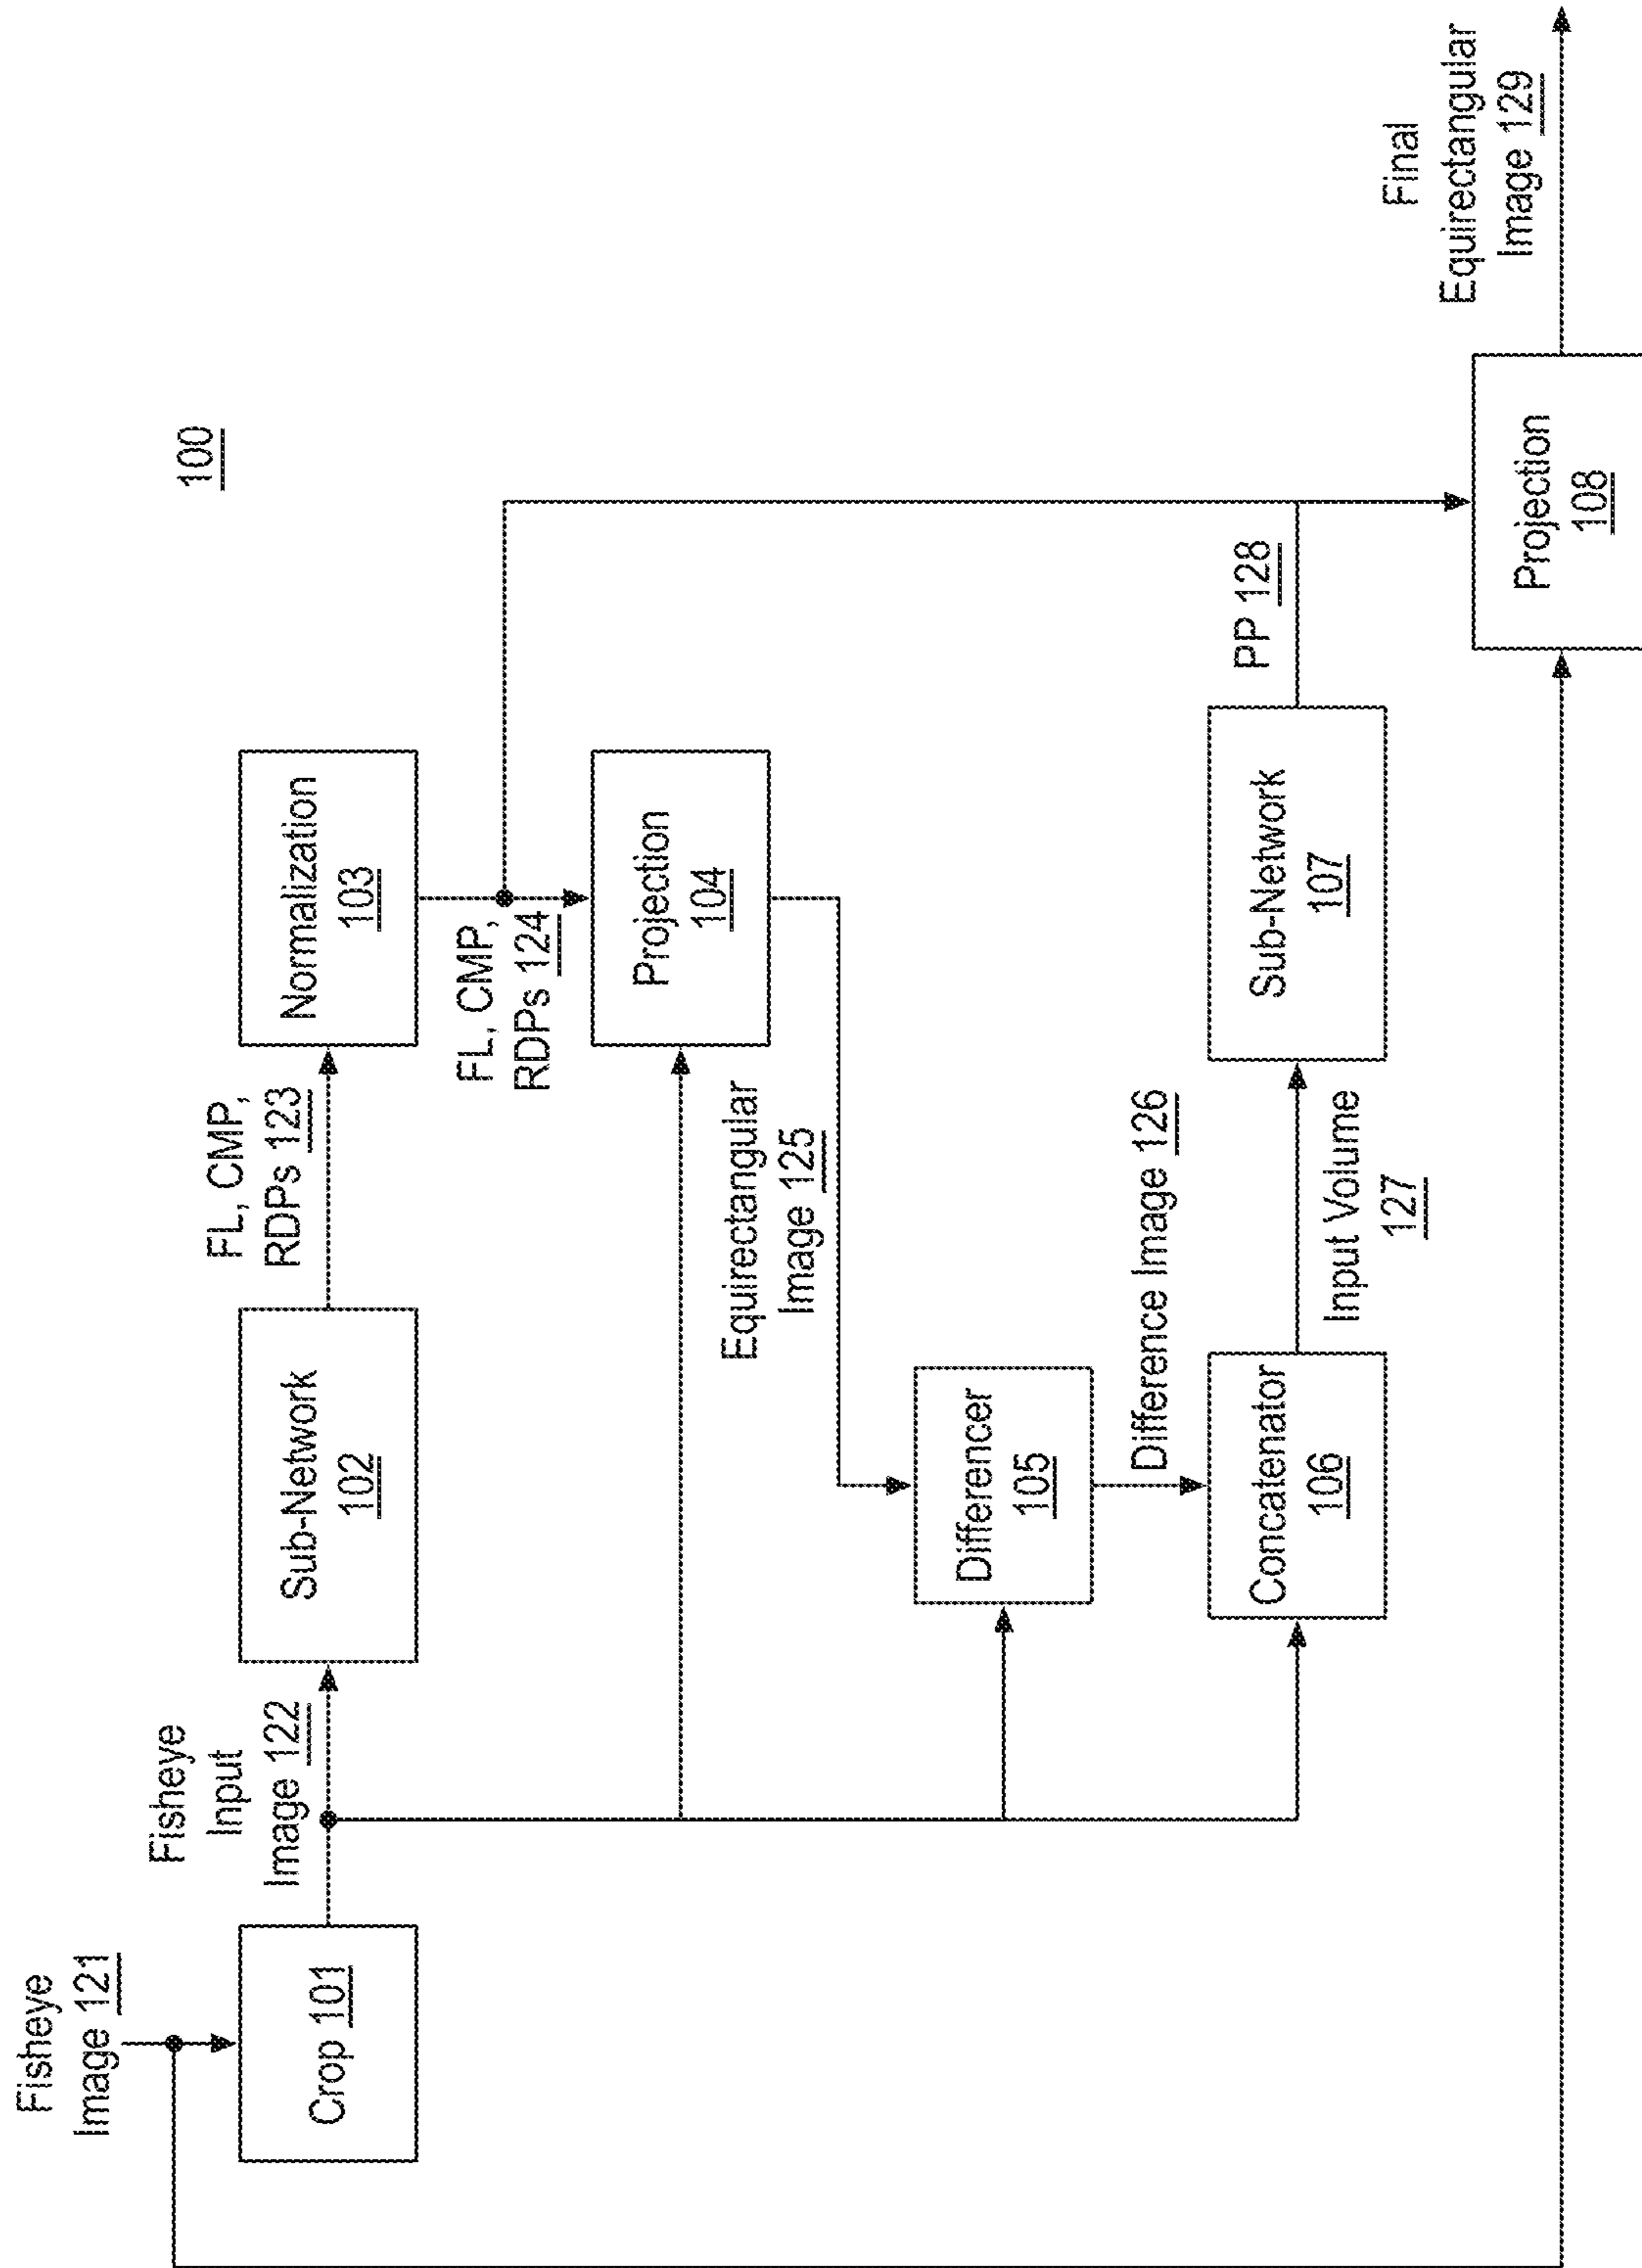 100
Fisheye
Image 121
Crop 101
Fisheye
Input
Image 122
Sub-Network
102
FL, CMP,
RDPs 123
Normalization
103
FL, CMP,
RDPs 124
Projection
104
Equirectangular
Image 125
Differencer
105
Difference Image 126
Concatenator
106
Input Volume
127
Sub-Network
107
PP 128
Projection
108
Final
Equirectangular
Image 129